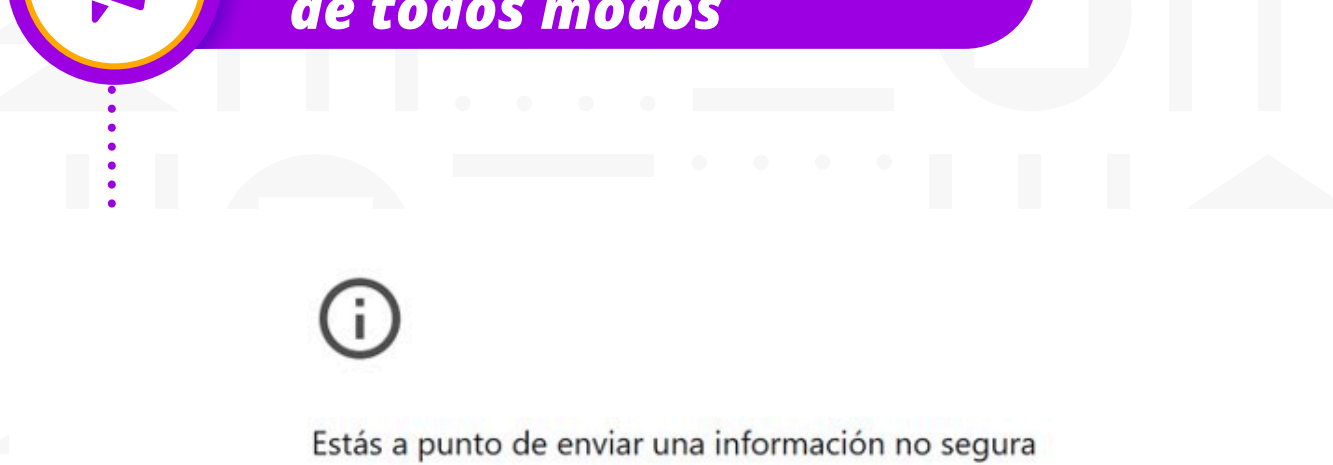 de todos modos
Estás a punto de enviar una información no segura